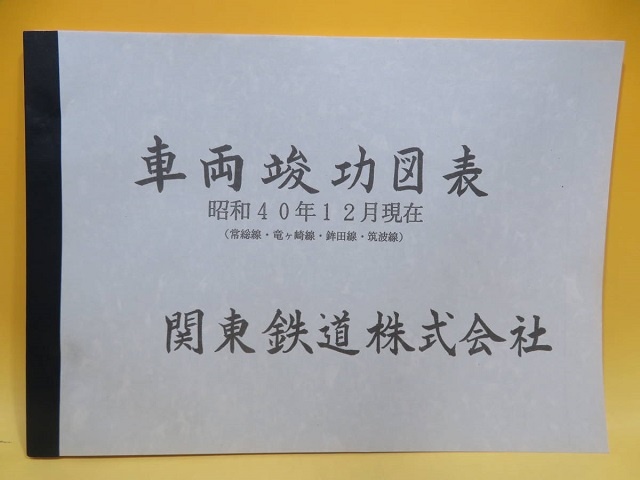 車両竣功図表
昭和４０年１２月現在
（常総線・竜ヶ崎線・鉾田線・筑波線）
関東鉄道株式会社